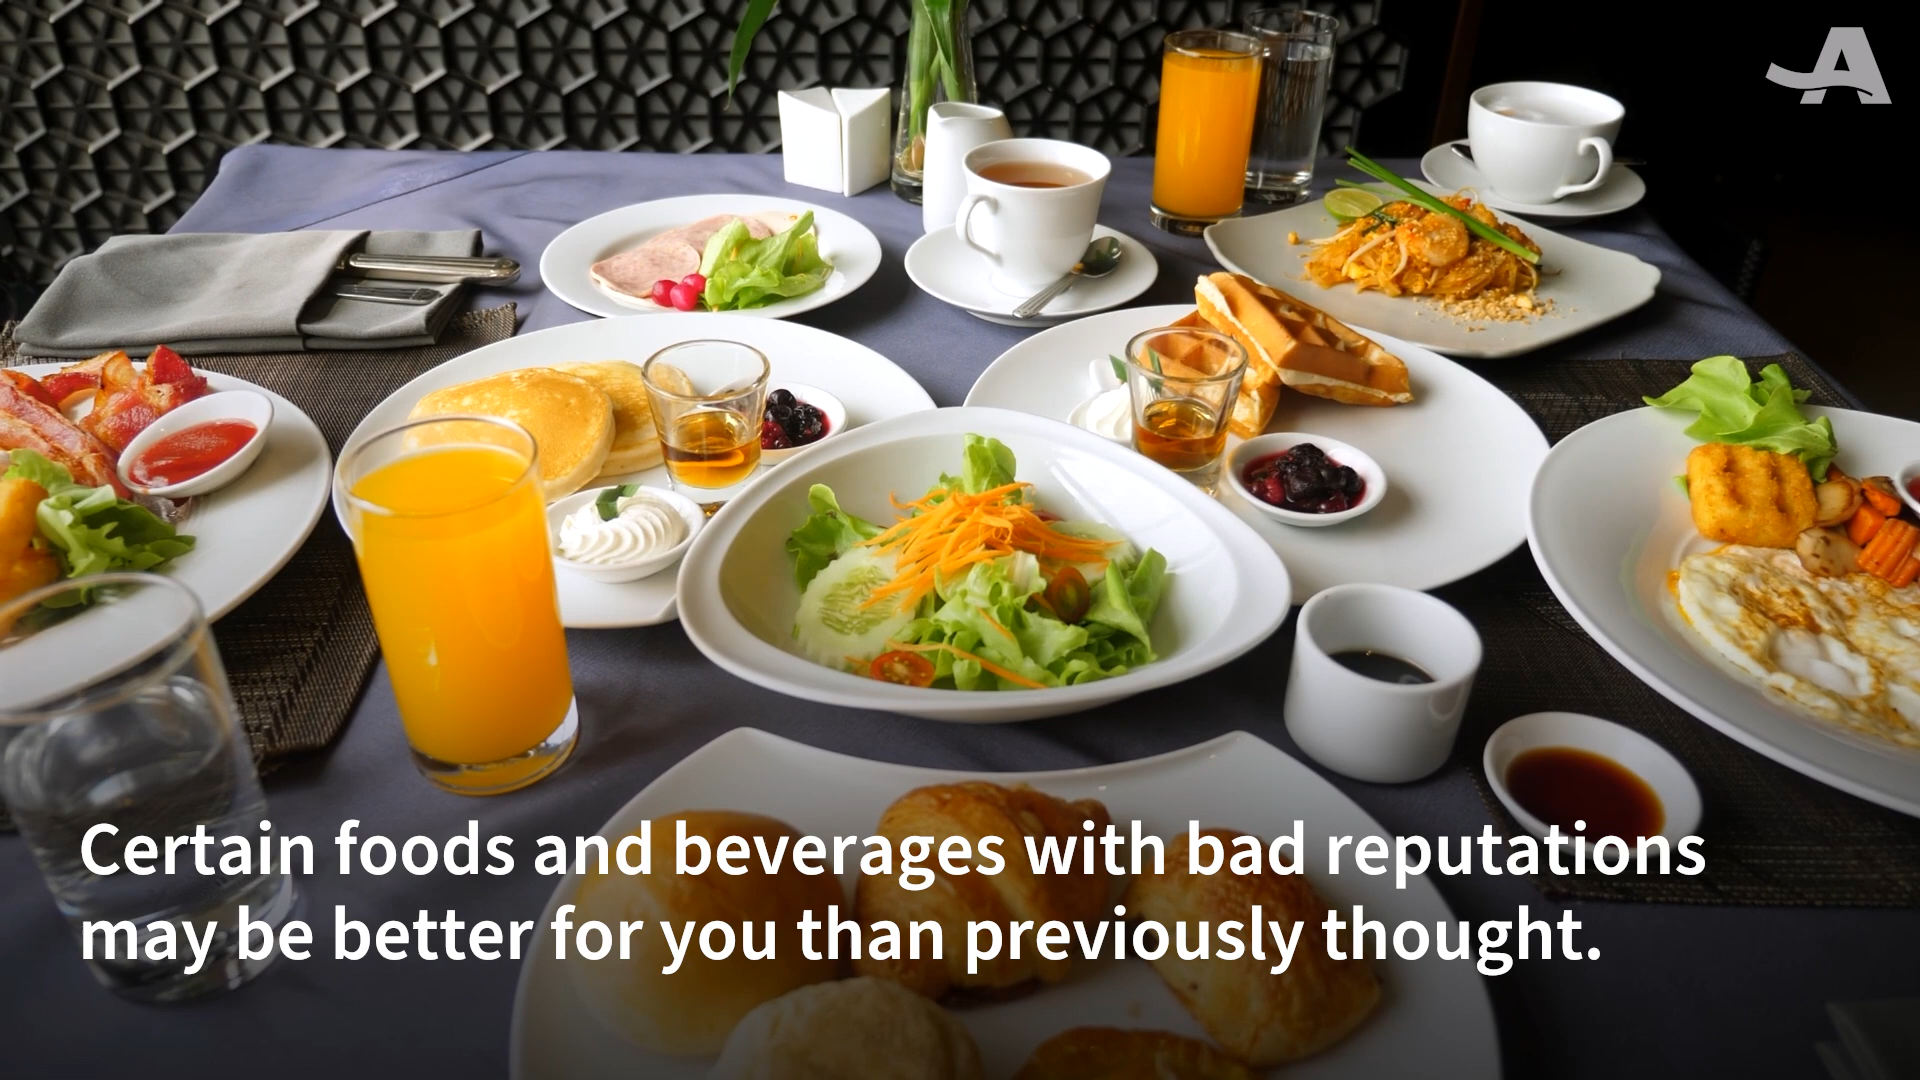 Certain foods and beverages with bad reputations
may be better for you than previously thought.